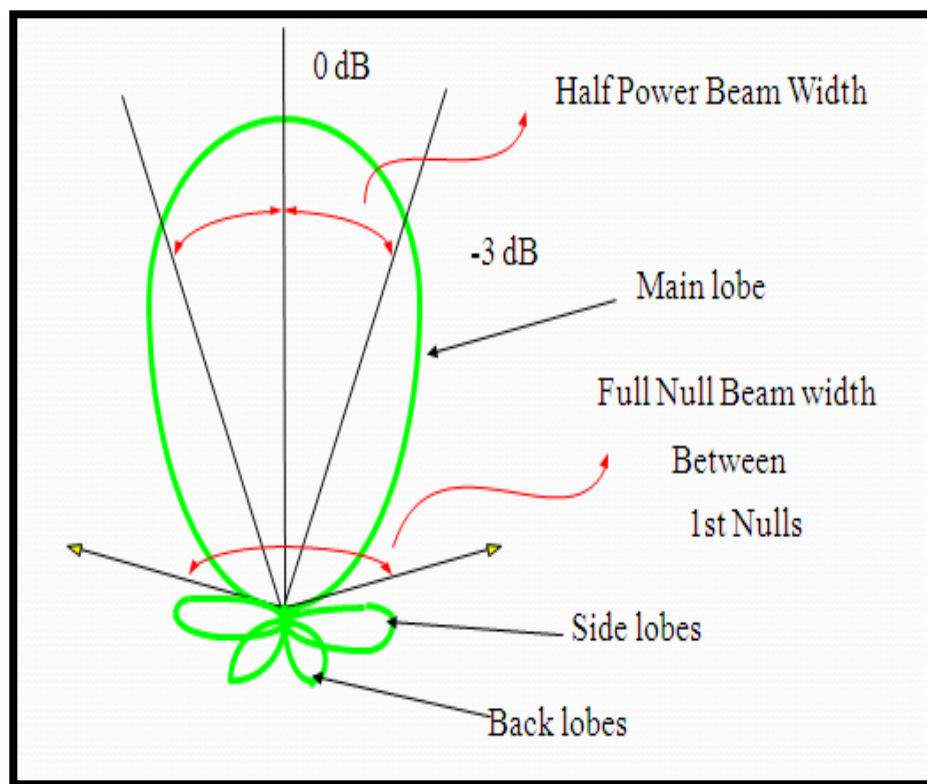 0 dB
Half Power Beam Width
-3 dB
Main lobe
Full Null Beam width
Between
1st Nulls
Side lobes
Back lobes